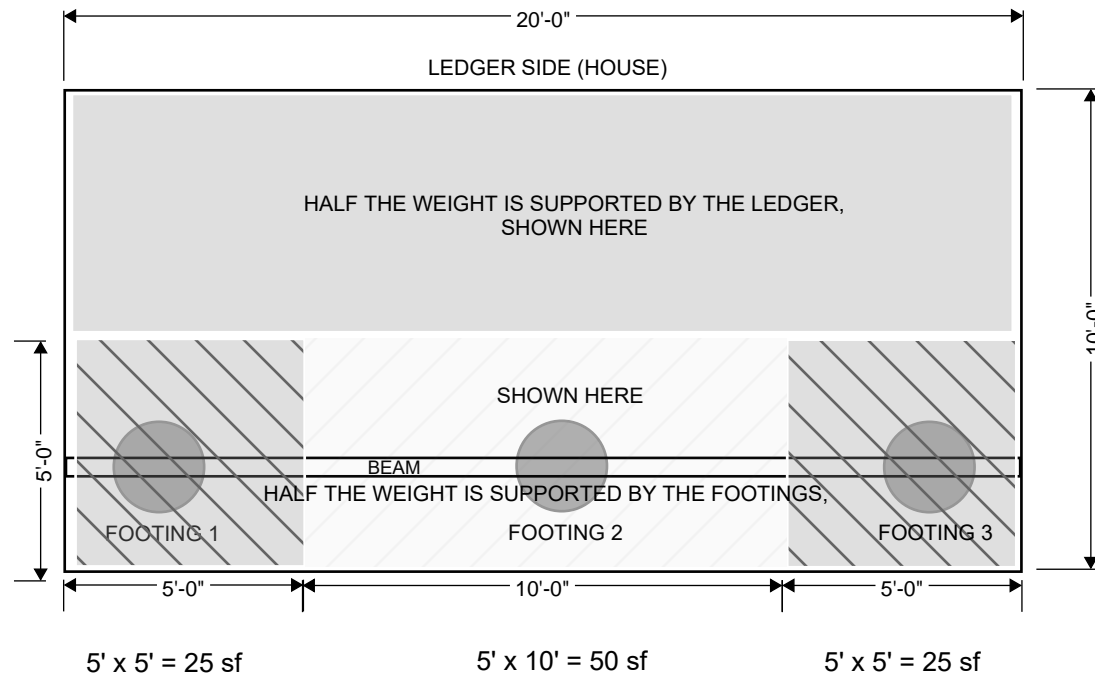 20'-0"
LEDGER SIDE (HOUSE)
HALF THE WEIGHT IS SUPPORTED BY THE LEDGER,
SHOWN HERE
10'-0"
SHOWN HERE
5'-0"
BEAM
HALF THE WEIGHT IS SUPPORTED BY THE FOOTINGS,
FOOTING 1
FOOTING 2
FOOTING 3
5'-0"
10'-0"
5'-0"
5' x 5' = 25 sf
5' x 10' = 50 sf
5' x 5' = 25 sf